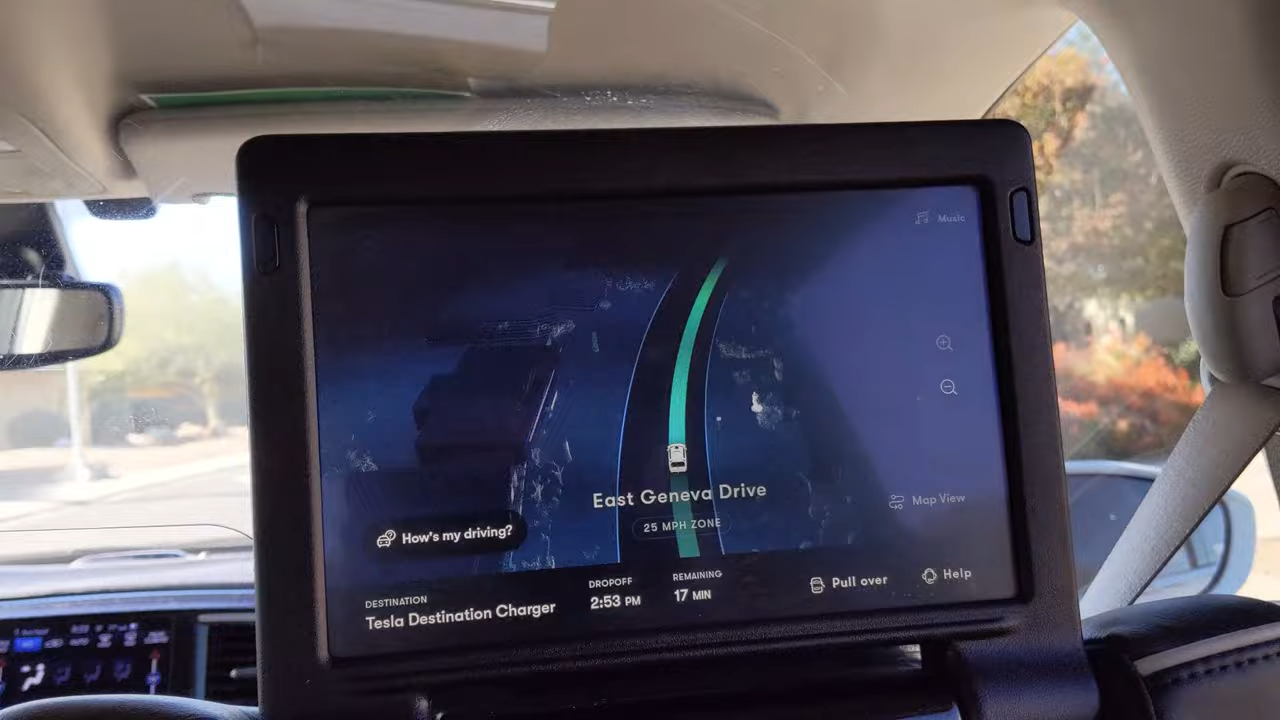 Music
East Geneva Drive
25 MPH ZONE
Map View
How's my driving?
DESTINATION
Tesla Destination Charger
DROPOFF
2:53 PM
REMAINING
17 MIN
Pull over
Help